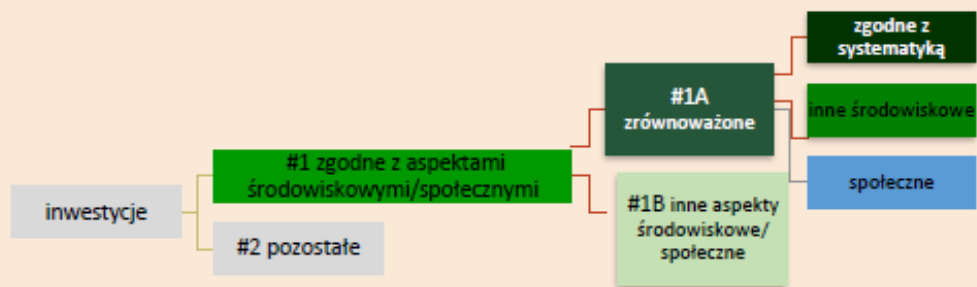 inwestycje
#1 zgodne z aspektami
środowiskowymi/społecznymi
#2 pozostałe
#1A
zrównoważone
#1B inne aspekty
środowiskowe/
społeczne
zgodne z
systematyką
inne środowiskowe
społeczne